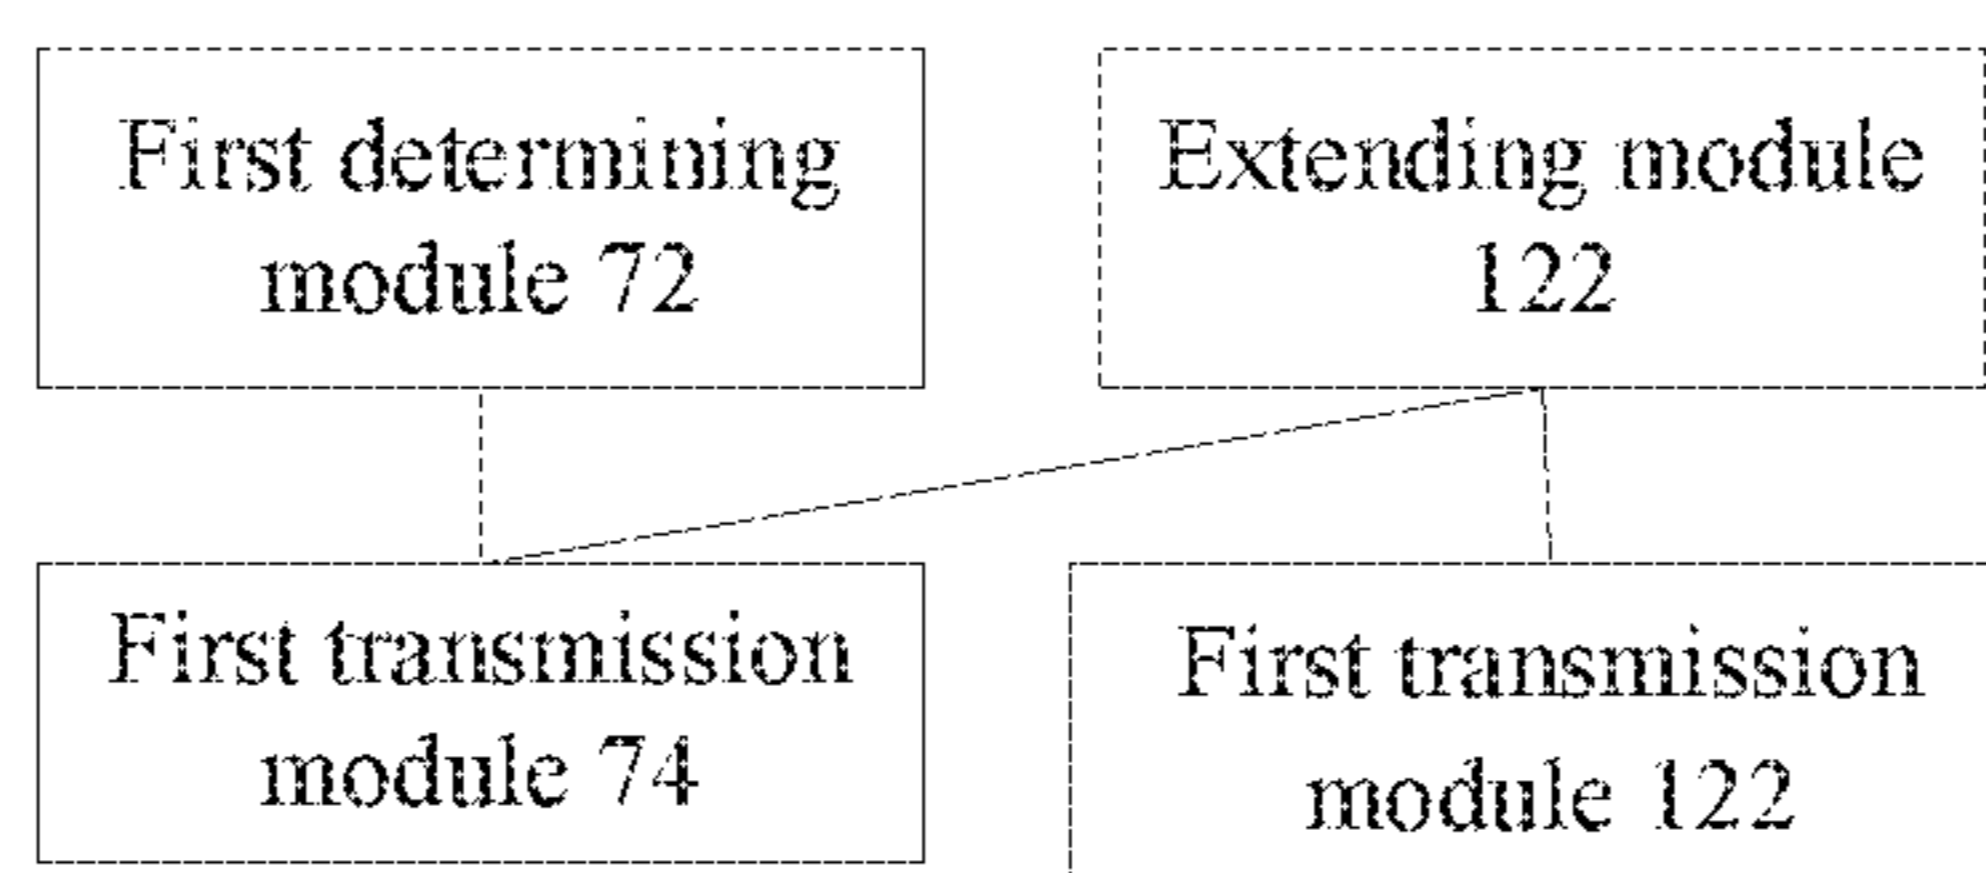 First determining
module 72
Extending module
122
First transmission
module 74
First transmission
module 122